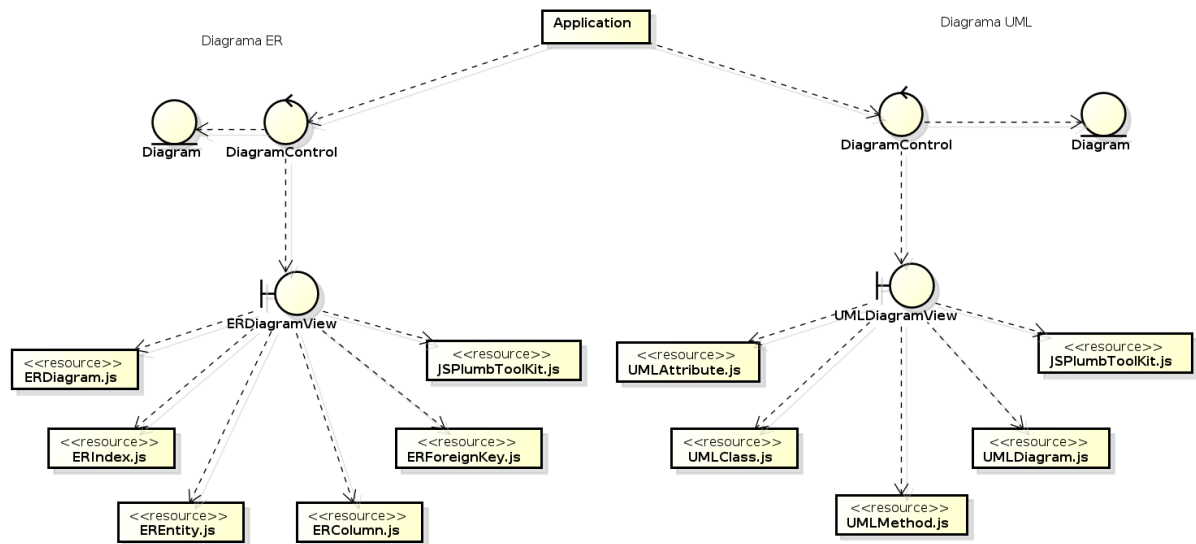 Application
Diagrama ER
Diagrama UML
Diagram
DiagramControl
DiagramControl
Diagram
ERDiagramView
UMLDiagramView
<<resource>>
ERDiagram.js
<<resource>>
JSPlumbToolKit.js
<<resource>>
UMLAttribute.js
<<resource>>
JSPlumbToolKit.js
<<resource>>
ERIndex.js
<<resource>>
ERForeignKey.js
<<resource>>
UMLClass.js
<<resource>>
UMLDiagram.js
<<resource>>
EREntity.js
<<resource>>
ERColumn.js
<<resource>>
UMLMethod.js